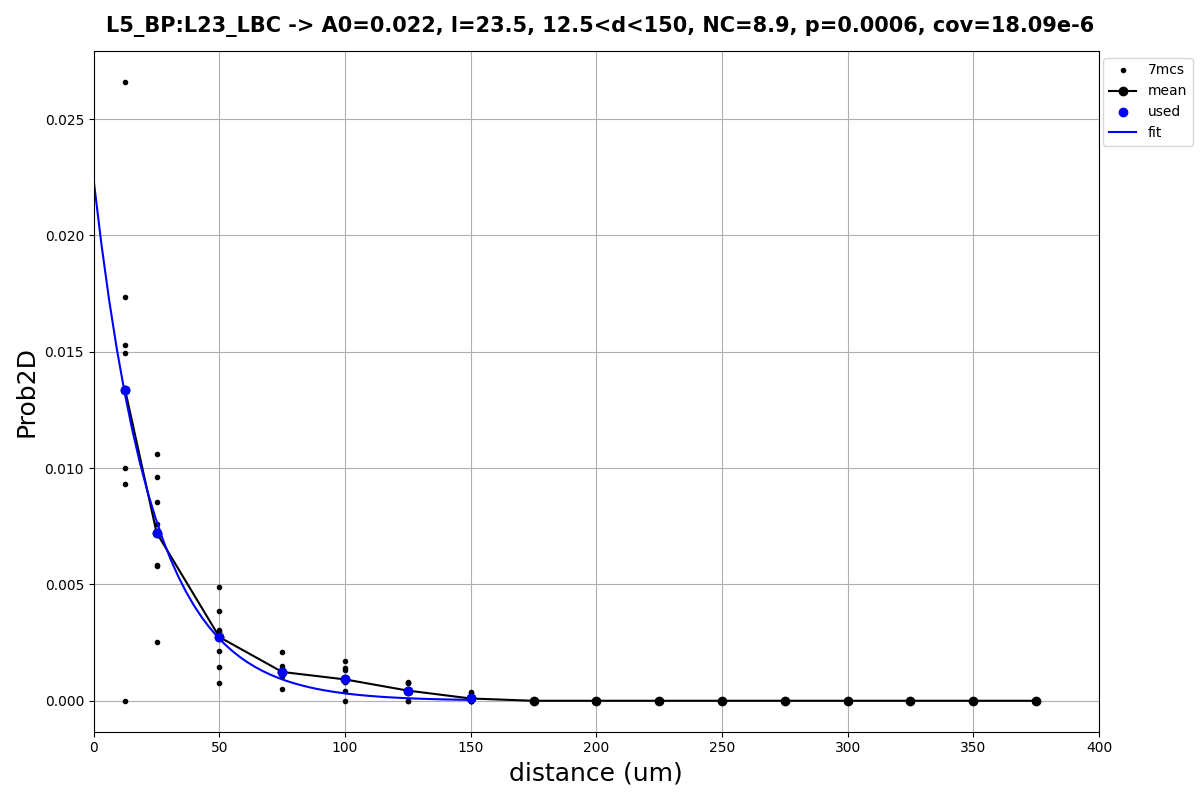 L5_BP:L23_LBC -> A0=0.022, l=23.5, 12.5<d<150, NC=8.9, p=0.0006, cov=18.09e-6
7mcs
mean
used
fit
Prob2D
0.025
0.020
0.015
0.010
0.005
0.000
0 50 100 150 200 250 300 350 400
distance (um)